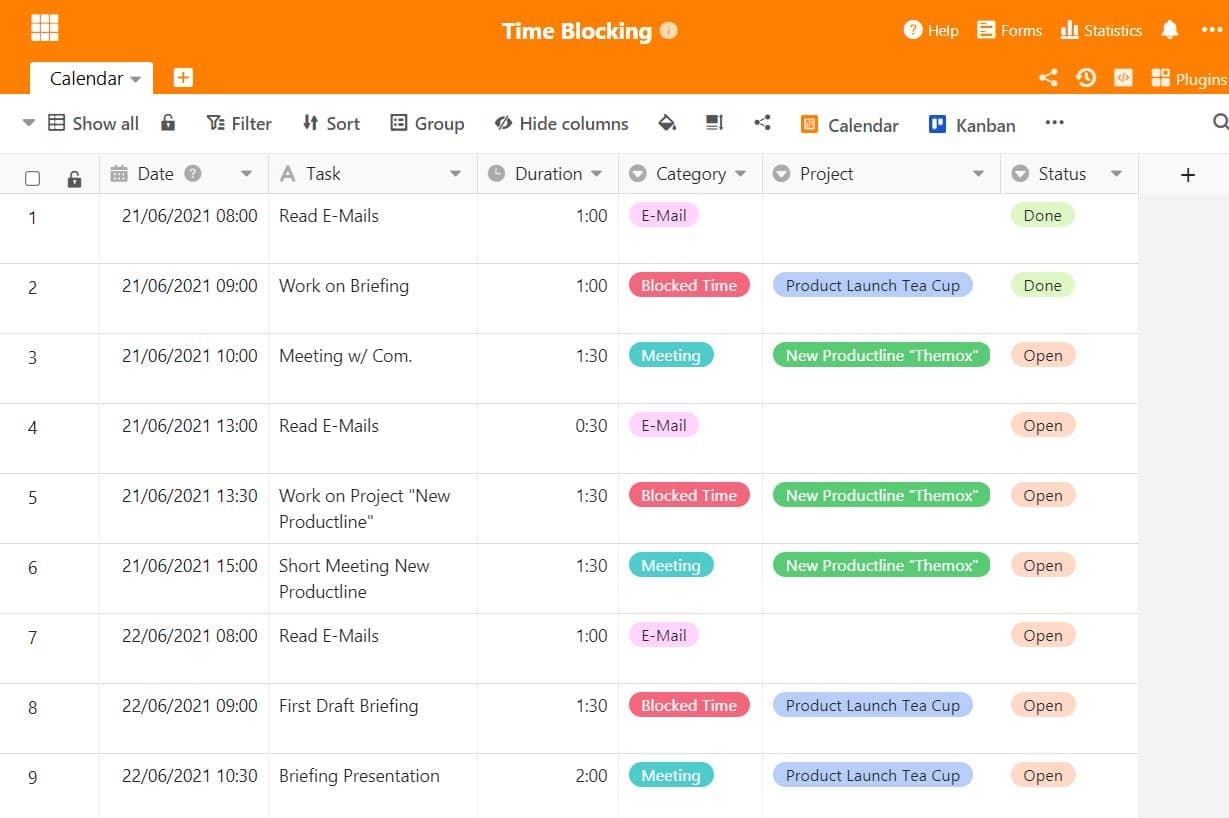 Time Blocking
Help Forms Statistics
Calendar
Plugins
Show all Filter Sort Group Hide columns Calendar Kanban
Date Task Duration Category Project Status
1 21/06/2021 08:00 Read E-Mails 1:00 E-Mail Done
2 21/06/2021 09:00 Work on Briefing 1:00 Blocked Time Product Launch Tea Cup Done
3 21/06/2021 10:00 Meeting w/ Com. 1:30 Meeting New Productline "Themox" Open
4 21/06/2021 13:00 Read E-Mails 0:30 E-Mail Open
5 21/06/2021 13:30 Work on Project "New 1:30 Blocked Time New Productline "Themox" Open
Productline"
6 21/06/2021 15:00 Short Meeting New 1:30 Meeting New Productline "Themox" Open
Productline
7 22/06/2021 08:00 Read E-Mails 1:00 E-Mail Open
8 22/06/2021 09:00 First Draft Briefing 1:30 Blocked Time Product Launch Tea Cup Open
9 22/06/2021 10:30 Briefing Presentation 2:00 Meeting Product Launch Tea Cup Open